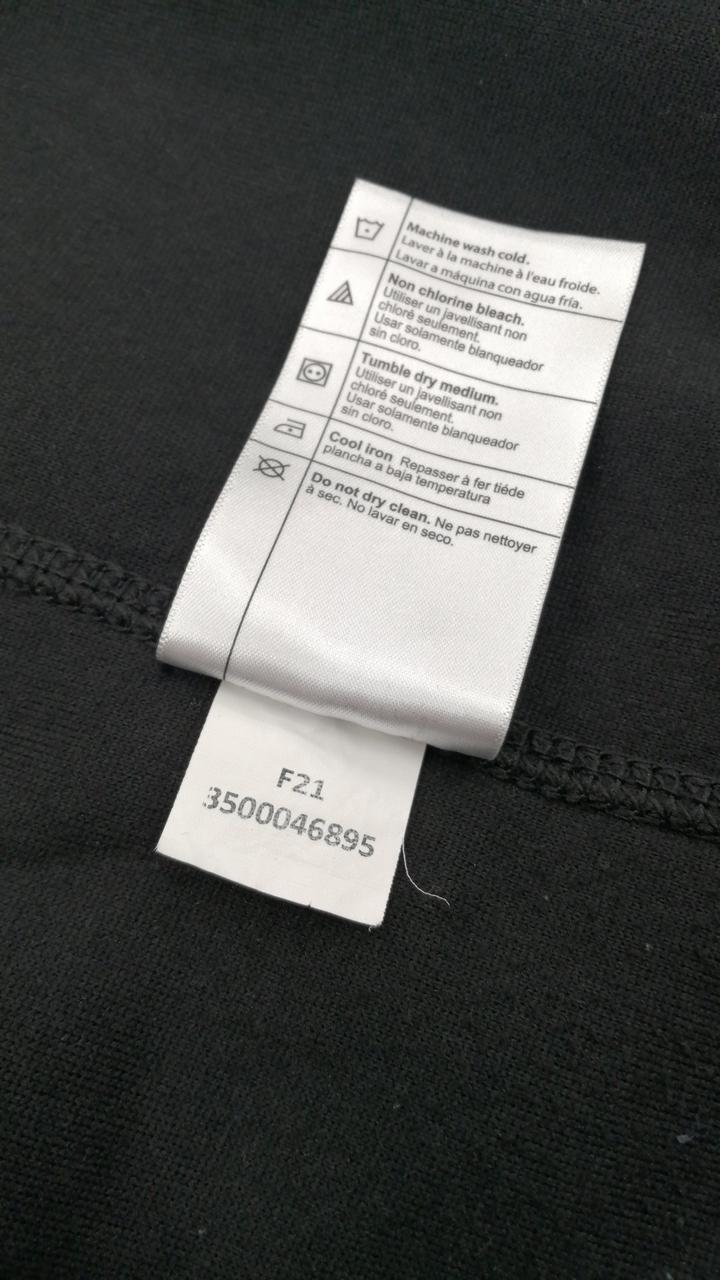 Machine wash cold.
Laver à la machine à l'eau froide.
Lavar a máquina con agua fría.
Non chlorine bleach.
Utiliser un javellisant non
chloré seulement.
Usar solamente blanqueador
sin cloro.
Tumble dry medium.
Utiliser un javellisant non
chloré seulement.
Usar solamente blanqueador
sin cloro.
Cool iron Repasser à fer tiéde
plancha a baja temperatura
Do not dry clean. Ne pas nettoyer
à sec. No lavar en seco.
F21
3500046895